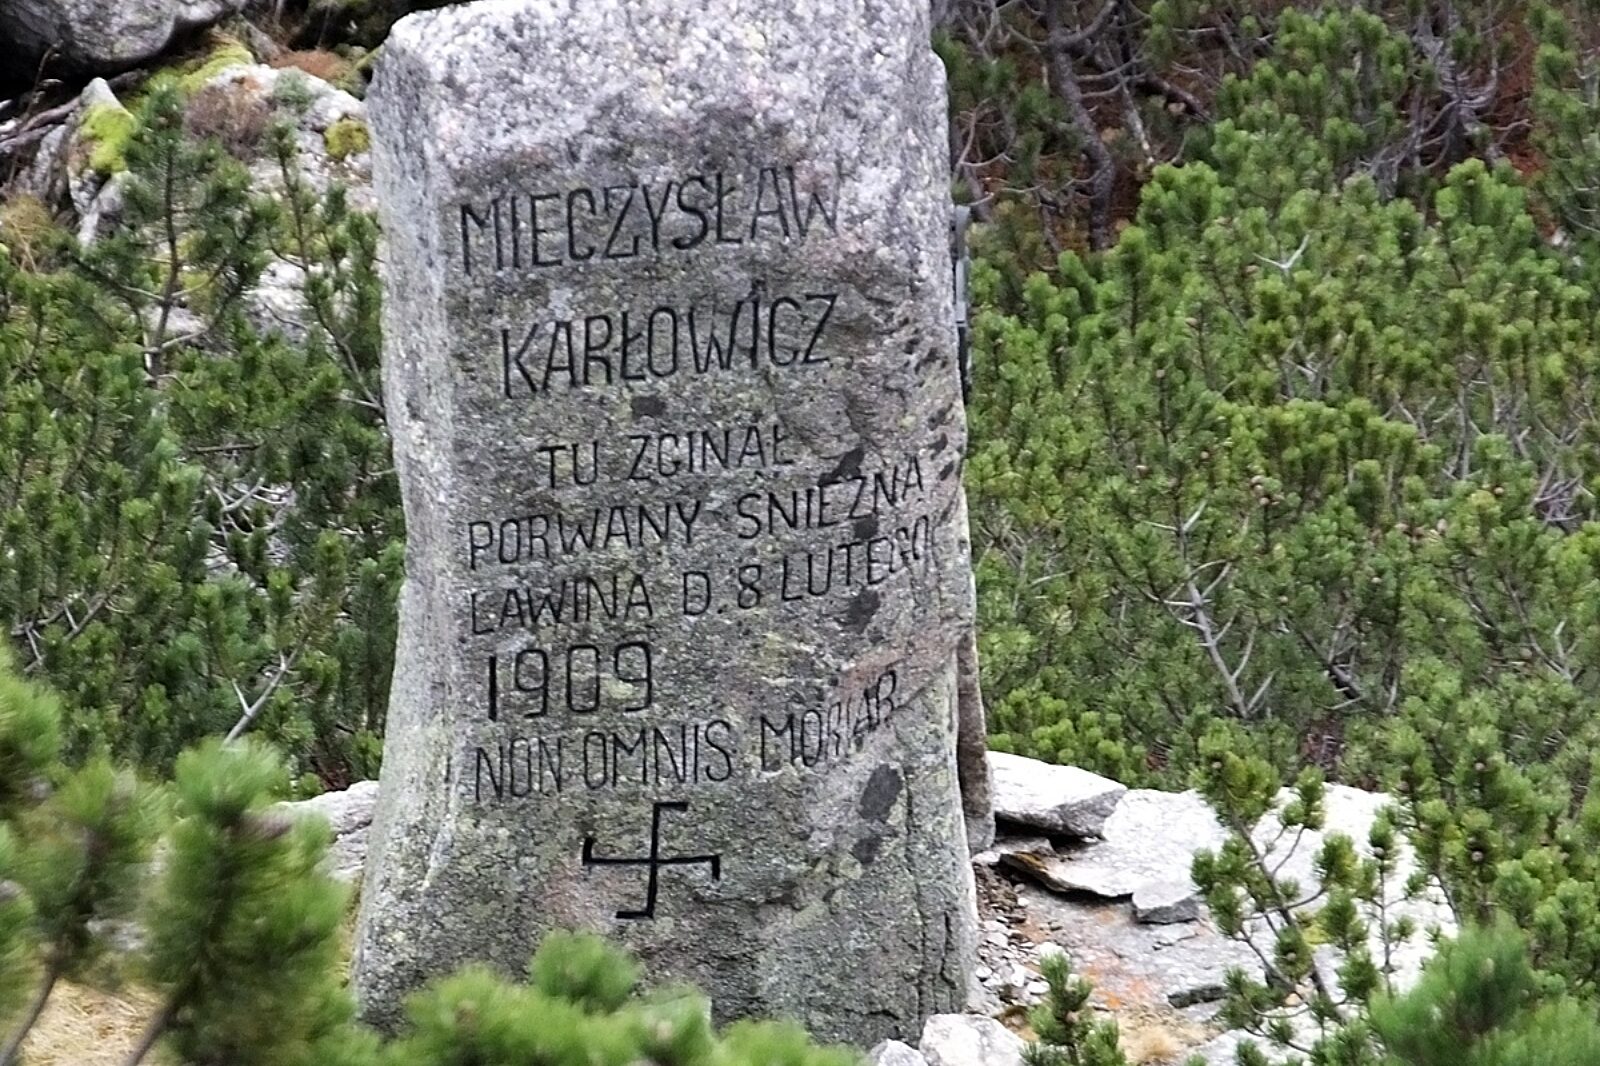 MIECZYSŁAW
KARŁOWICZ
TU ZGINĄŁ
PORWANY ŚNIEŻNĄ
LAWINĄ D. 8 LUTEGO
1909
NON OMNIS MORIAR